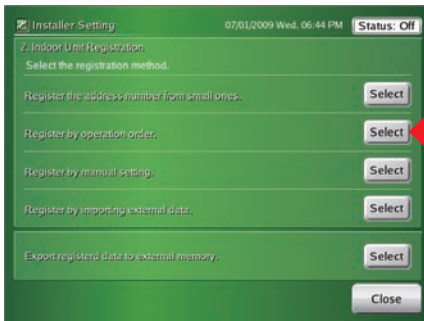 Installer Setting 07/01/2009 Wed. 06:44 PM Status: Off
2. Indoor Unit Registration
Select the registration method.
Register the address number from small ones. Select
Register by operation order. Select
Register by manual setting. Select
Register by importing external data. Select
Export registerd data to external memory. Select
Close